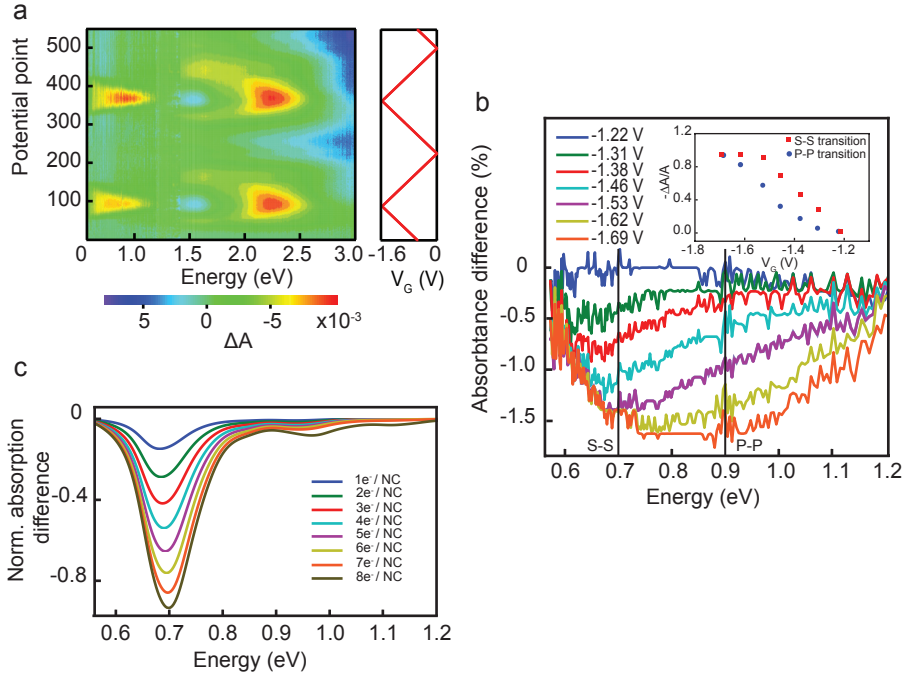 a
Potential point
500
400
300
200
100
0
1.0
1.5
2.0
2.5
3.0
Energy (eV)
-1.6
0
V_G (V)
5
0
-5
x10⁻³
ΔA
b
-1.22 V
-1.31 V
-1.38 V
-1.46 V
-1.53 V
-1.62 V
-1.69 V
-ΔA/A
1.2
0.8
0.4
0.0
S-S transition
P-P transition
-1.8
-1.6
-1.4
-1.2
V_G (V)
Absorbtance difference (%)
0
-0.5
-1.0
-1.5
S-S
P-P
0.6
0.7
0.8
0.9
1.0
1.1
1.2
Energy (eV)
c
Norm. absorption
difference
0
-0.4
-0.8
1e⁻/ NC
2e⁻/ NC
3e⁻/ NC
4e⁻/ NC
5e⁻/ NC
6e⁻/ NC
7e⁻/ NC
8e⁻/ NC
0.6
0.7
0.8
0.9
1.0
1.1
1.2
Energy (eV)